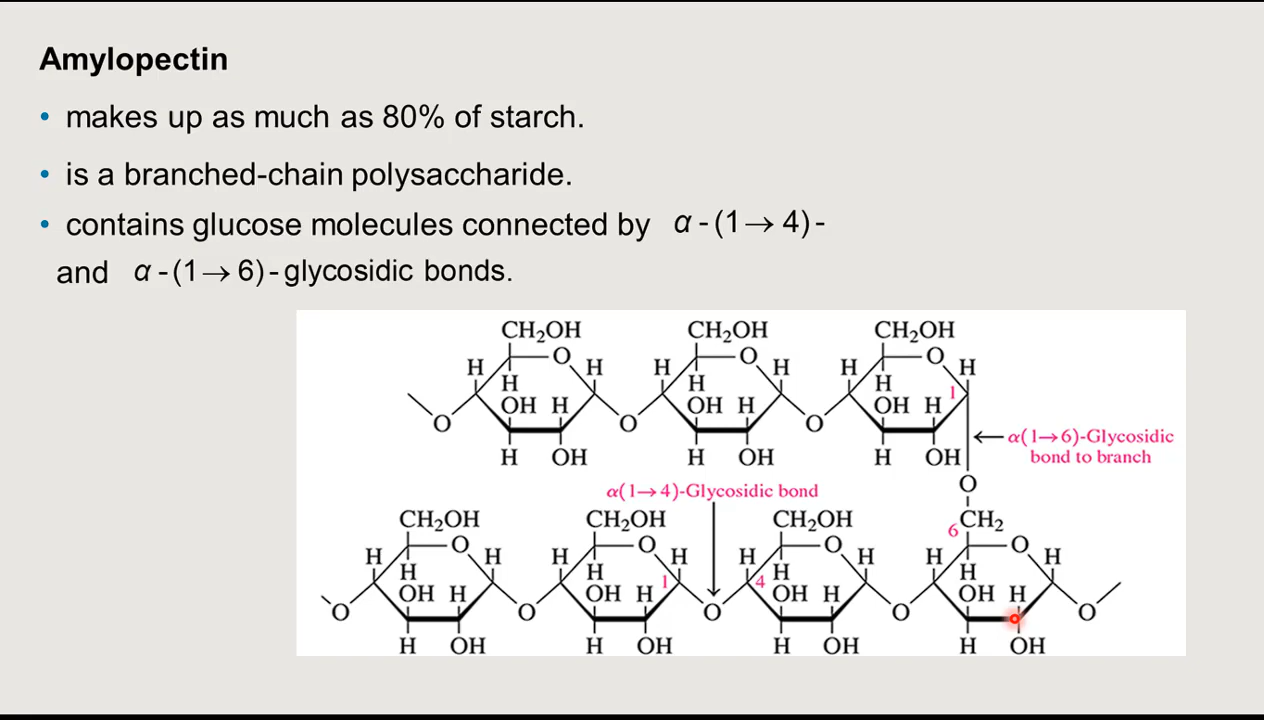 Amylopectin
• makes up as much as 80% of starch.
• is a branched-chain polysaccharide.
• contains glucose molecules connected by α-(1→4)-
and α-(1→6)-glycosidic bonds.
CH₂OH CH₂OH CH₂OH
O O O
H H H H H H
H H H 1
OH H OH H OH H
O O O
←α(1→6)-Glycosidic
bond to branch
H OH H OH H OH
O
α(1→4)-Glycosidic bond
CH₂OH CH₂OH CH₂OH 6 CH₂
O O O O
H H H H H H H H
H H 1 4 H H
OH H OH H OH H OH H
O O O O O
H OH H OH H OH H OH